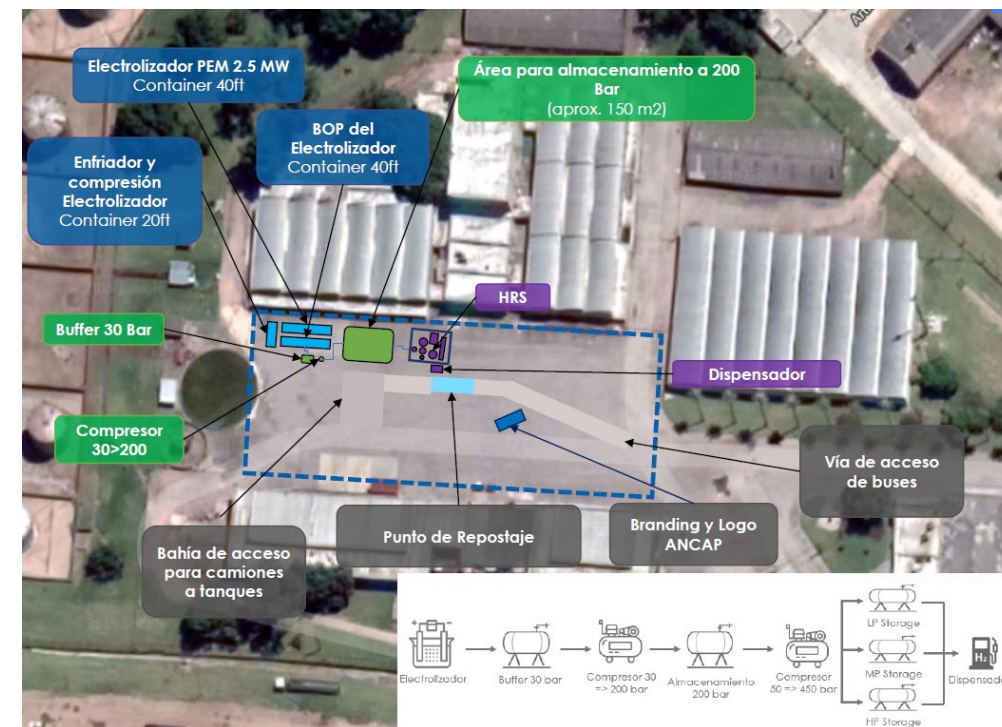 Electrolizador PEM 2.5 MW
Container 40ft
Área para almacenamiento a 200
Bar
(aprox. 150 m2)
BOP del
Electrolizador
Container 40ft
Enfriador y
compresión
Electrolizador
Container 20ft
HRS
Buffer 30 Bar
Dispensador
Compresor
30>200
Vía de acceso
de buses
Bahía de acceso
para camiones
a tanques
Punto de Repostaje
Branding y Logo
ANCAP
Electrolizador
Buffer 30 bar
Compresor 30
=> 200 bar
Almacenamiento
200 bar
Compresor
50 => 450 bar
LP Storage
MP Storage
HP Storage
H2
Dispensado